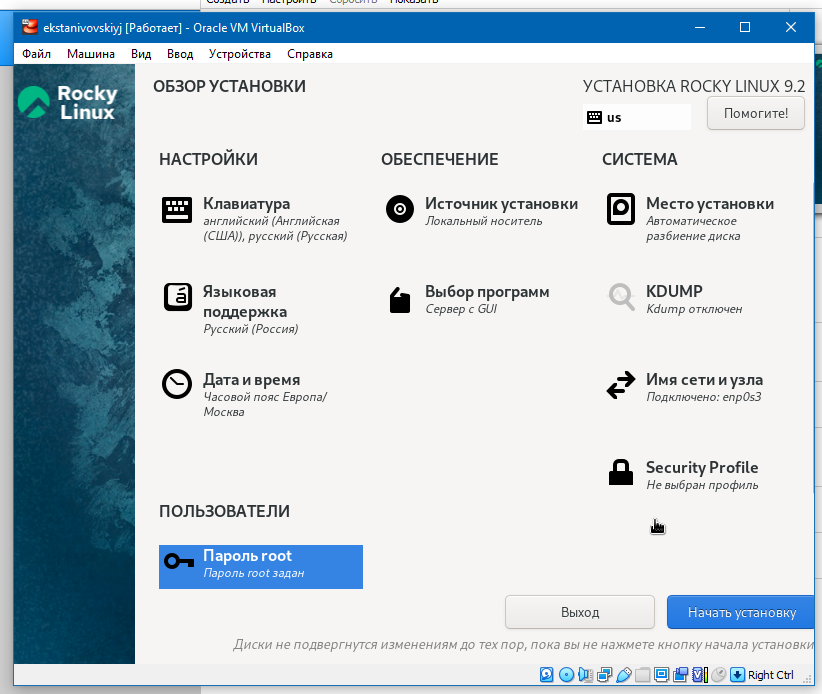 Создать Настроить Сбросить Показать
ekstanivovskiyj [Работает] - Oracle VM VirtualBox
Файл Машина Вид Ввод Устройства Справка
Rocky
Linux
ОБЗОР УСТАНОВКИ
УСТАНОВКА ROCKY LINUX 9.2
us
Помогите!
НАСТРОЙКИ
ОБЕСПЕЧЕНИЕ
СИСТЕМА
Клавиатура
английский (Английская
(США)), русский (Русская)
Источник установки
Локальный носитель
Место установки
Автоматическое
разбиение диска
Языковая
поддержка
Русский (Россия)
Выбор программ
Сервер с GUI
KDUMP
Kdump отключен
Дата и время
Часовой пояс Европа/
Москва
Имя сети и узла
Подключено: enp0s3
Security Profile
Не выбран профиль
ПОЛЬЗОВАТЕЛИ
Пароль root
Пароль root задан
Выход
Начать установку
Диски не подвергнутся изменениям до тех пор, пока вы не нажмете кнопку начала установки
Right Ctrl